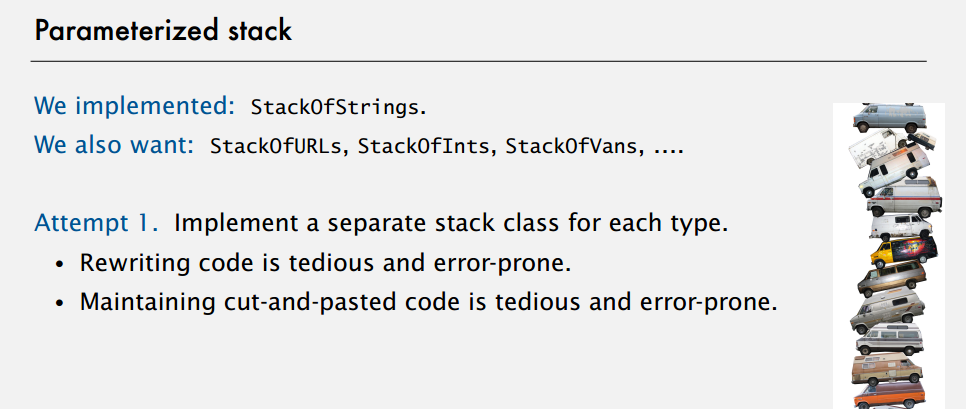 Parameterized stack
We implemented: StackOfStrings.
We also want: StackOfURLs, StackOfInts, StackOfVans, ....
Attempt 1. Implement a separate stack class for each type.
• Rewriting code is tedious and error-prone.
• Maintaining cut-and-pasted code is tedious and error-prone.